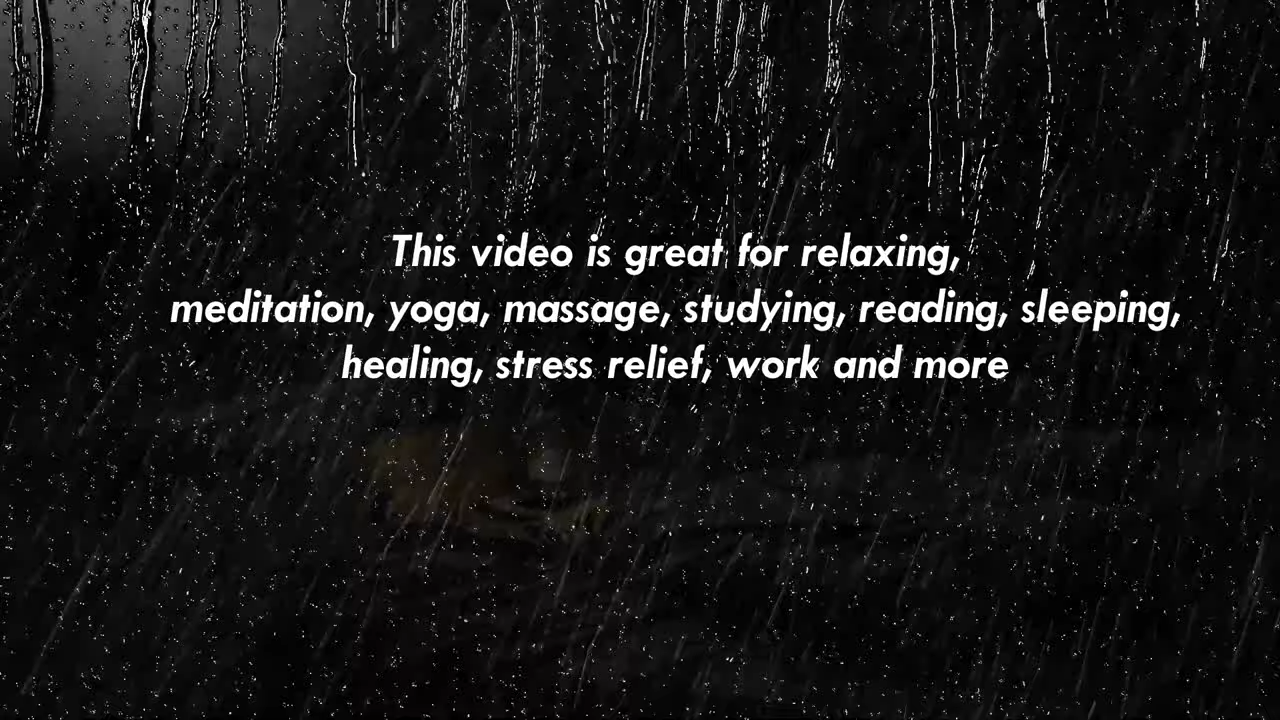 This video is great for relaxing,
meditation, yoga, massage, studying, reading, sleeping,
healing, stress relief, work and more